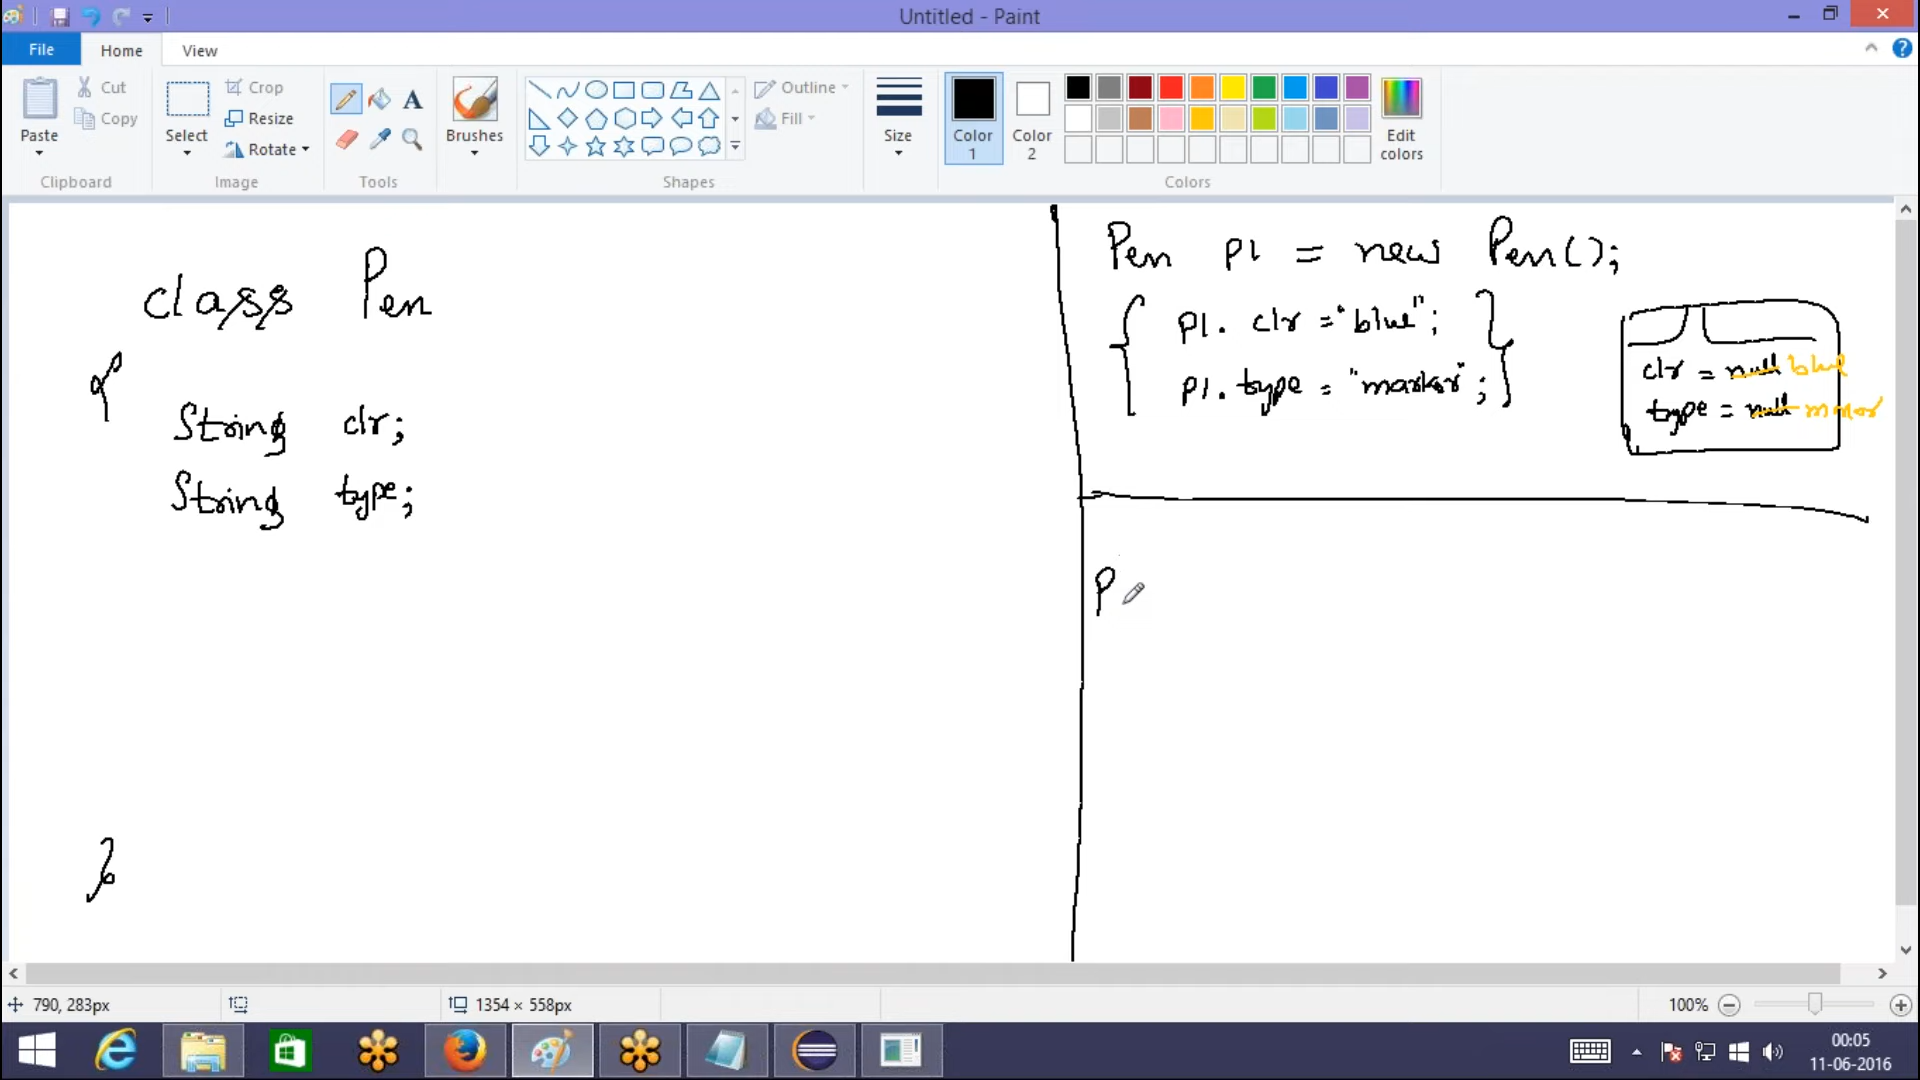 Untitled - Paint
File Home View
Paste
Cut
Copy
Clipboard
Select
Crop
Resize
Rotate
Image
A
Tools
Brushes
Shapes
Outline
Fill
Size
Color 1
Color 2
Edit colors
Colors
class Pen
{
String clr;
String type;
}
Pen p1 = new Pen();
{ p1. clr = "blue"; }
p1. type = "marker";
clr = null blue
type = null
P
790, 283px
1354 × 558px
100%
00:05
11-06-2016